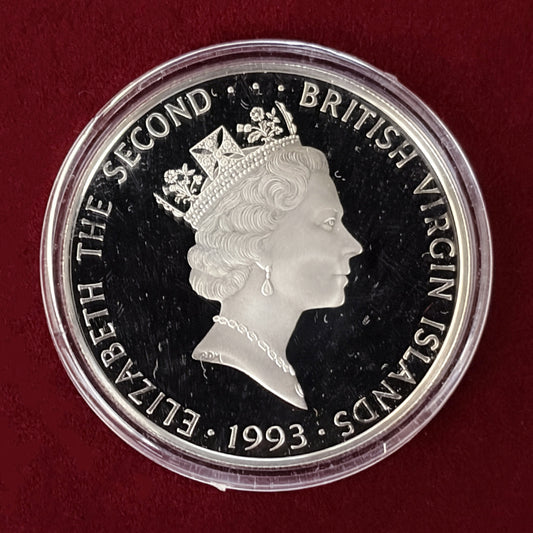 ELIZABETH THE SECOND · · · BRITISH VIRGIN ISLANDS
· 1993 ·
RDM